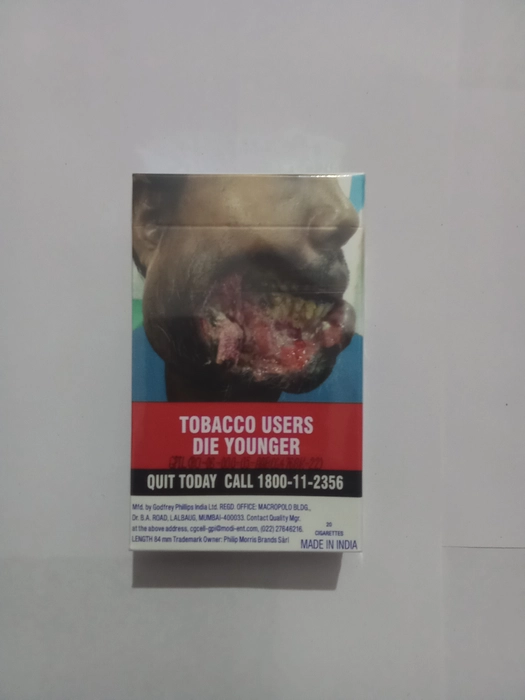 TOBACCO USERS
DIE YOUNGER
QUIT TODAY CALL 1800-11-2356
Mfd. by Godfrey Phillips India Ltd. REGD. OFFICE: MACROPOLO BLDG.,
Dr. B.A. ROAD, LALBAUG, MUMBAI-400033. Contact Quality Mgr.
at the above address, cgcell-gpi@modi-ent.com, (022) 27846216.
20
CIGARETTES
LENGTH 84 mm Trademark Owner: Philip Morris Brands Sàrl
MADE IN INDIA